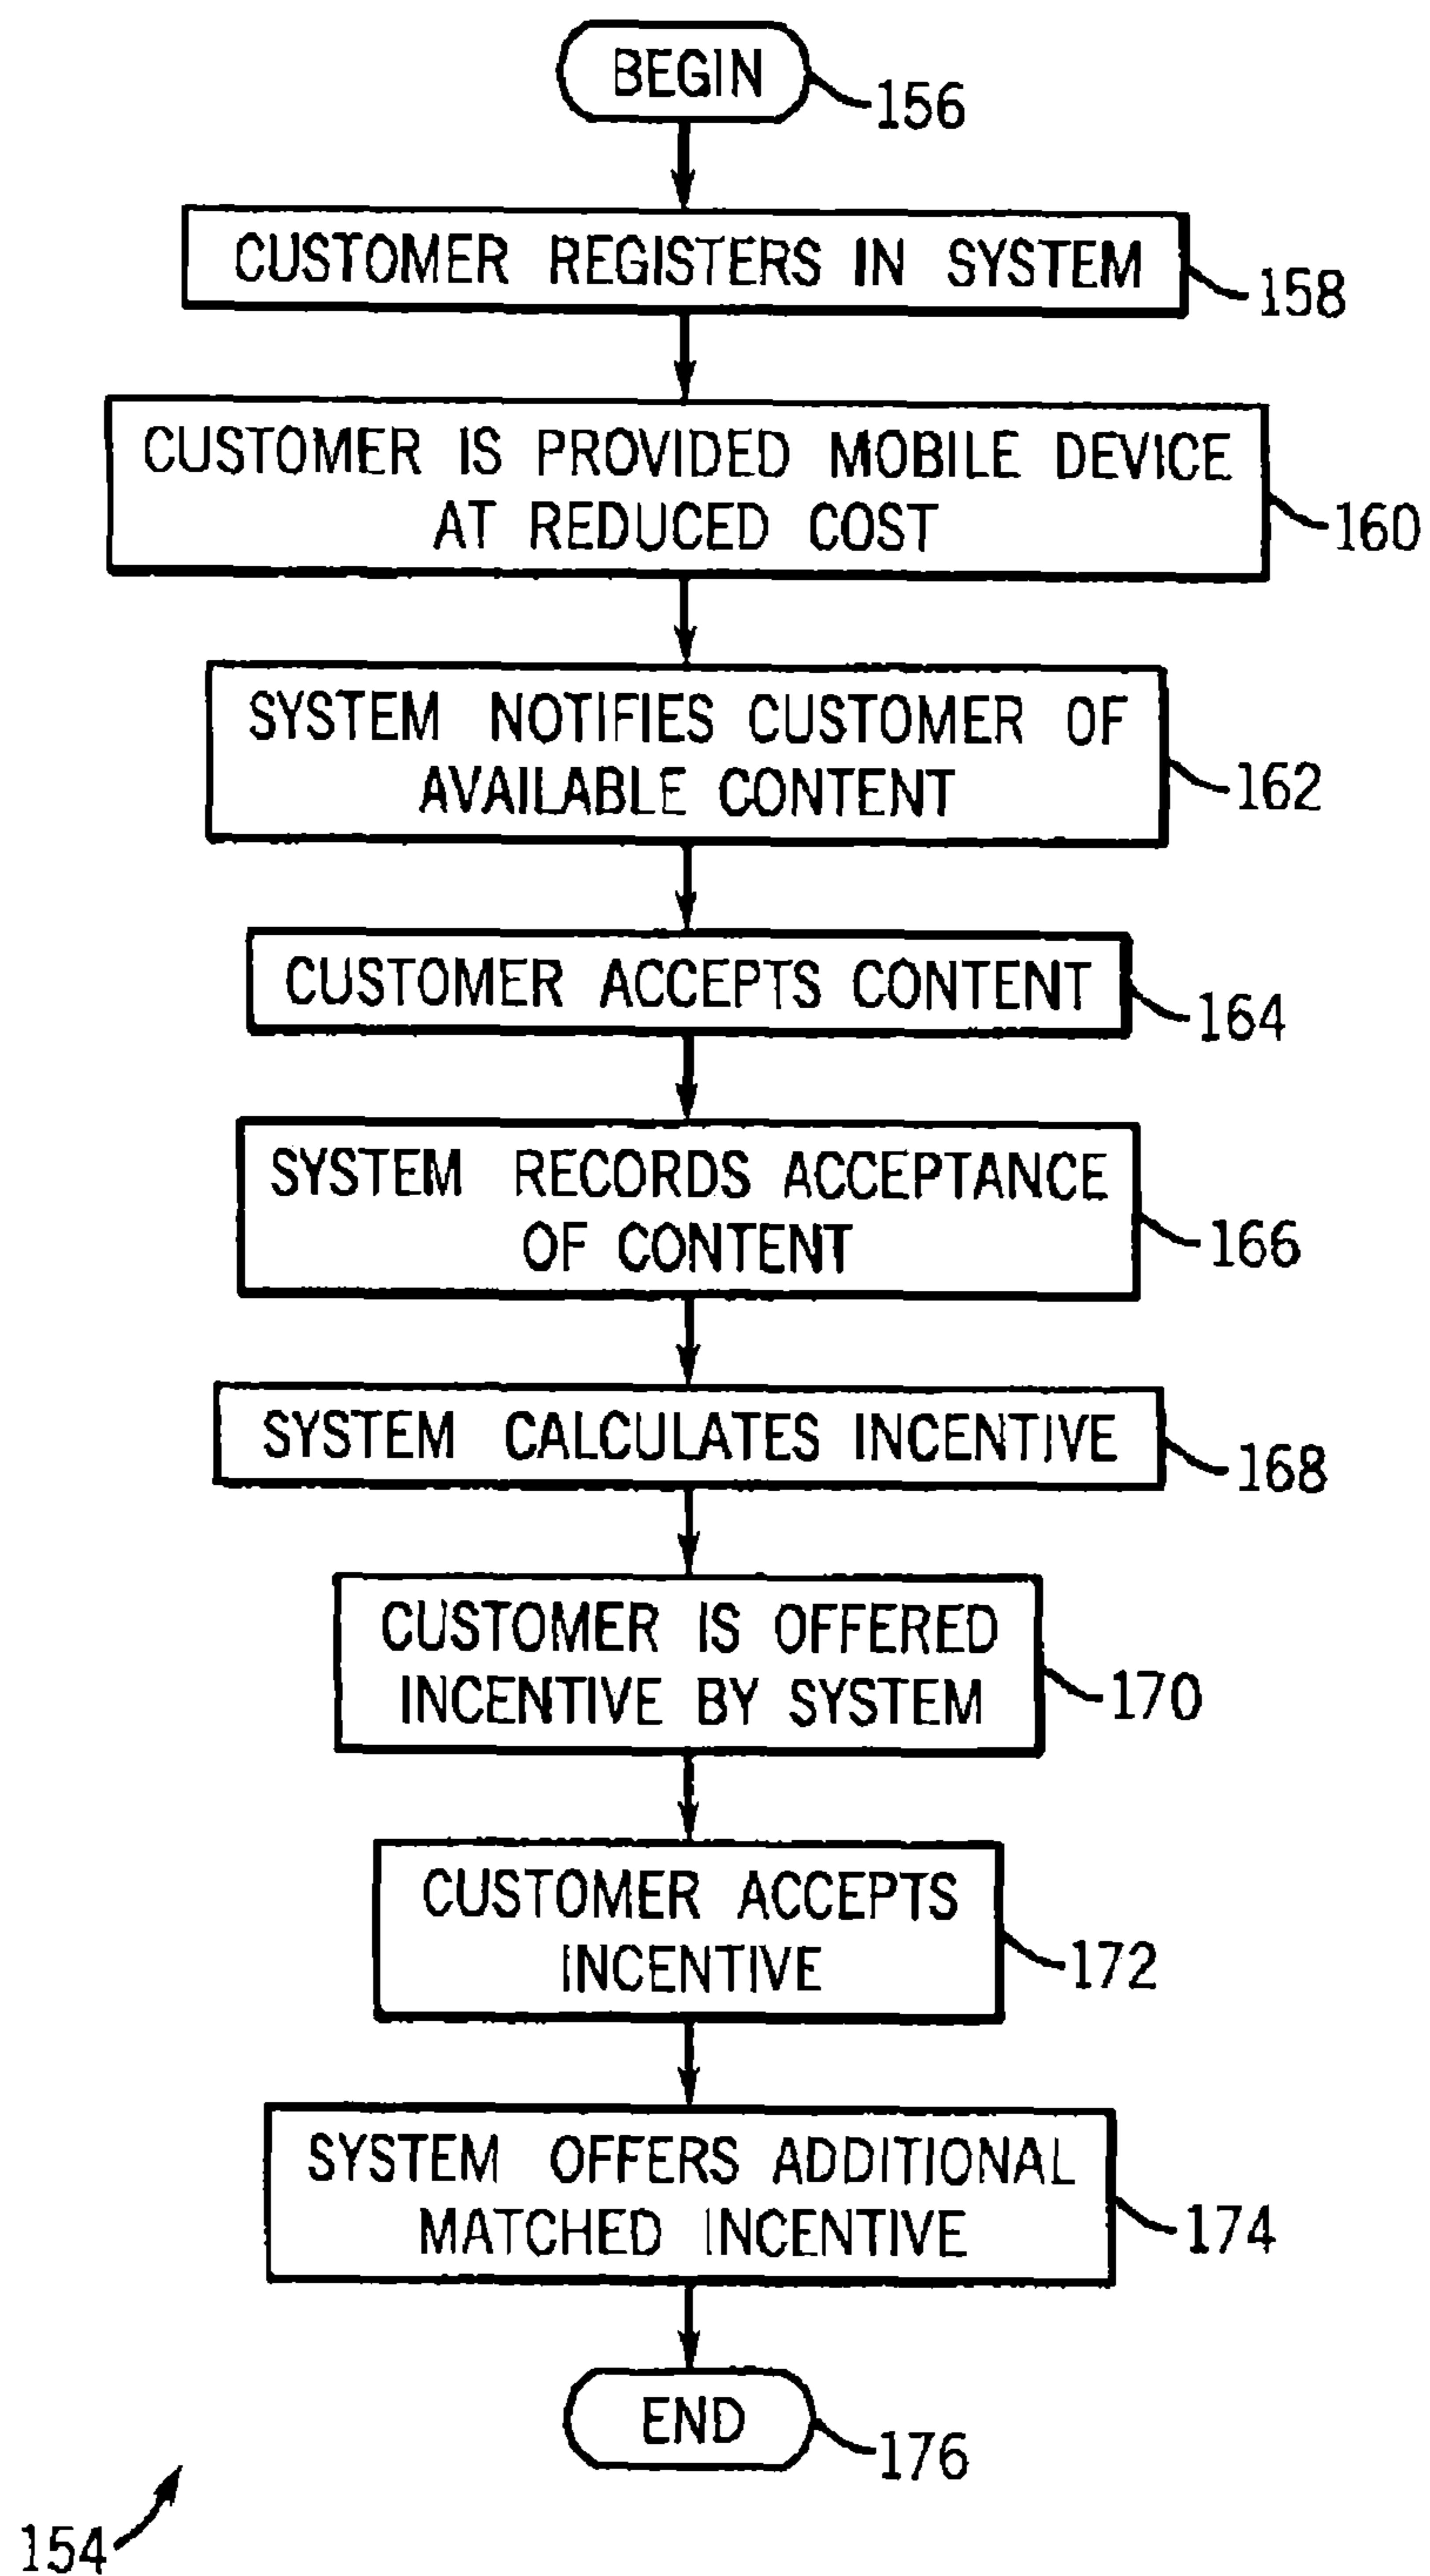 BEGIN
156
CUSTOMER REGISTERS IN SYSTEM
158
CUSTOMER IS PROVIDED MOBILE DEVICE
AT REDUCED COST
160
SYSTEM NOTIFIES CUSTOMER OF
AVAILABLE CONTENT
162
CUSTOMER ACCEPTS CONTENT
164
SYSTEM RECORDS ACCEPTANCE
OF CONTENT
166
SYSTEM CALCULATES INCENTIVE
168
CUSTOMER IS OFFERED
INCENTIVE BY SYSTEM
170
CUSTOMER ACCEPTS
INCENTIVE
172
SYSTEM OFFERS ADDITIONAL
MATCHED INCENTIVE
174
END
176
154